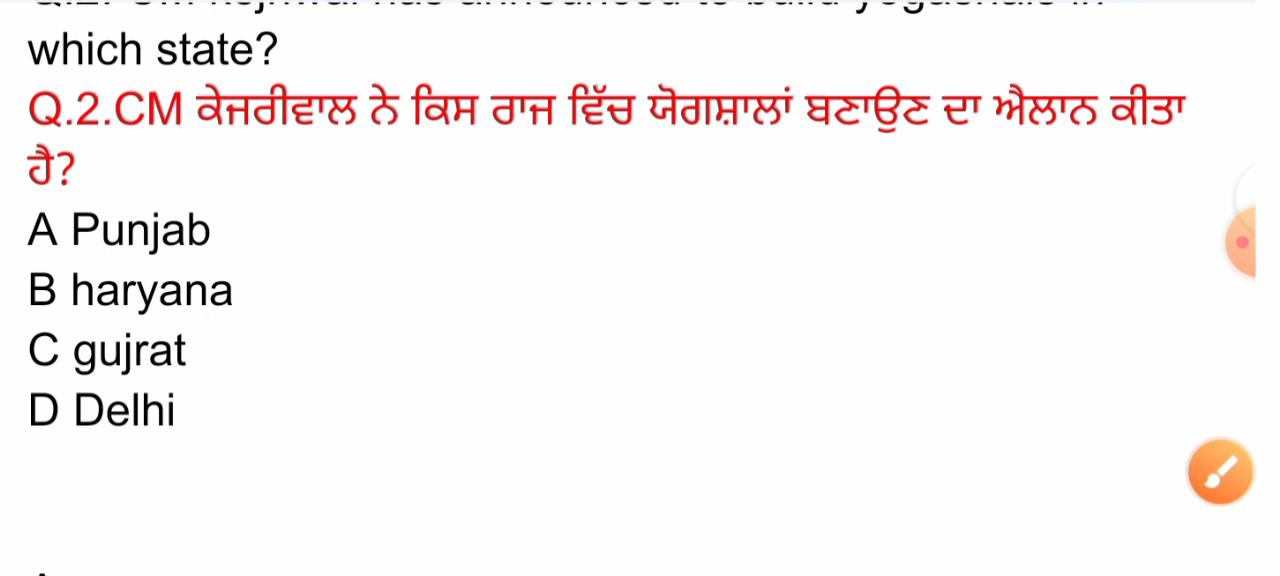 which state?
Q.2.CM ਕੇਜਰੀਵਾਲ ਨੇ ਕਿਸ ਰਾਜ ਵਿੱਚ ਯੋਗਸ਼ਾਲਾਂ ਬਣਾਉਣ ਦਾ ਐਲਾਨ ਕੀਤਾ
ਹੈ?
A Punjab
B haryana
C gujrat
D Delhi